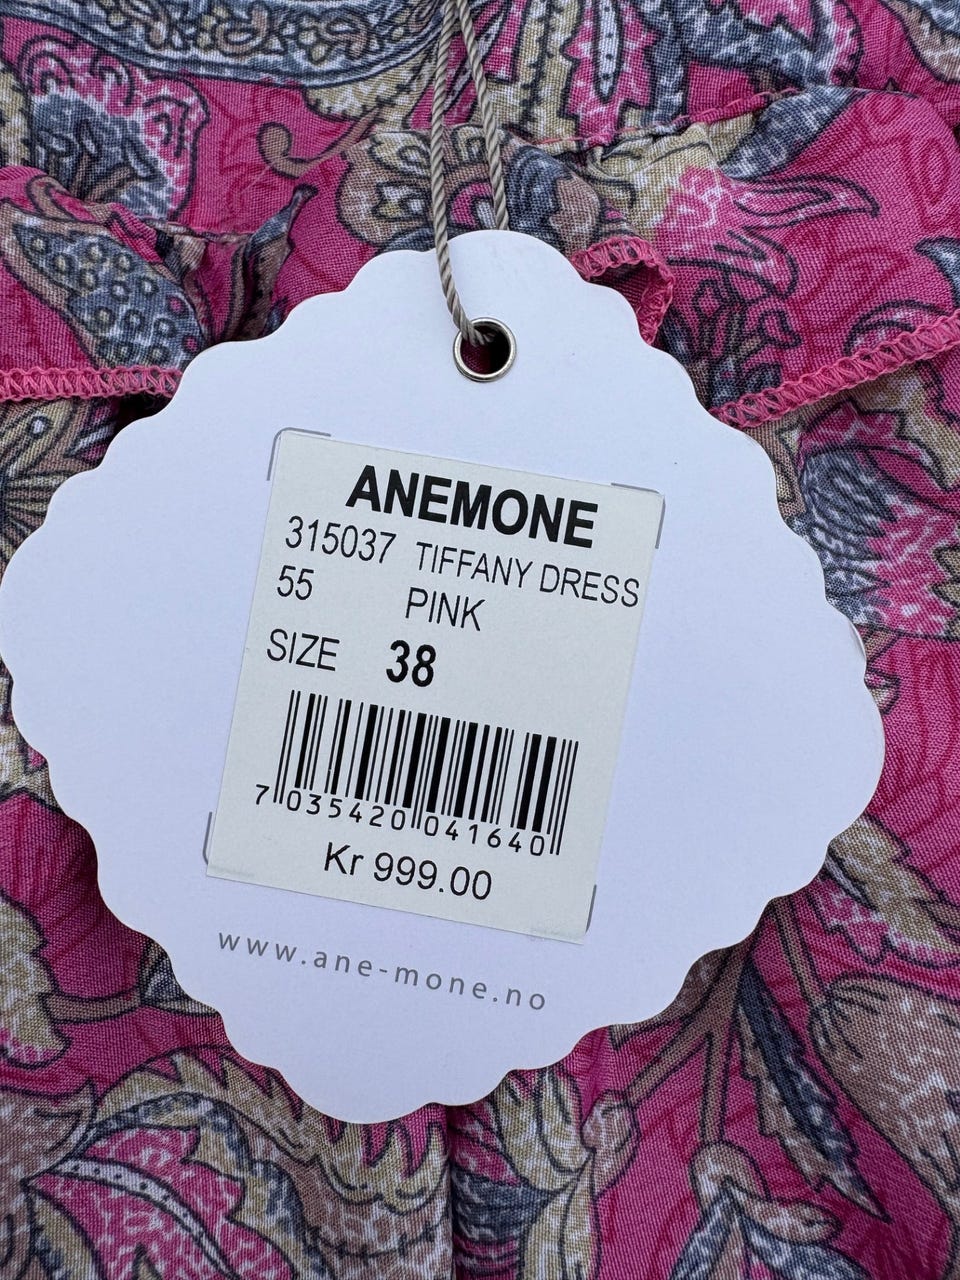 ANEMONE
315037 TIFFANY DRESS
55 PINK
SIZE 38
7 035420 041640
Kr 999.00
www.ane-mone.no